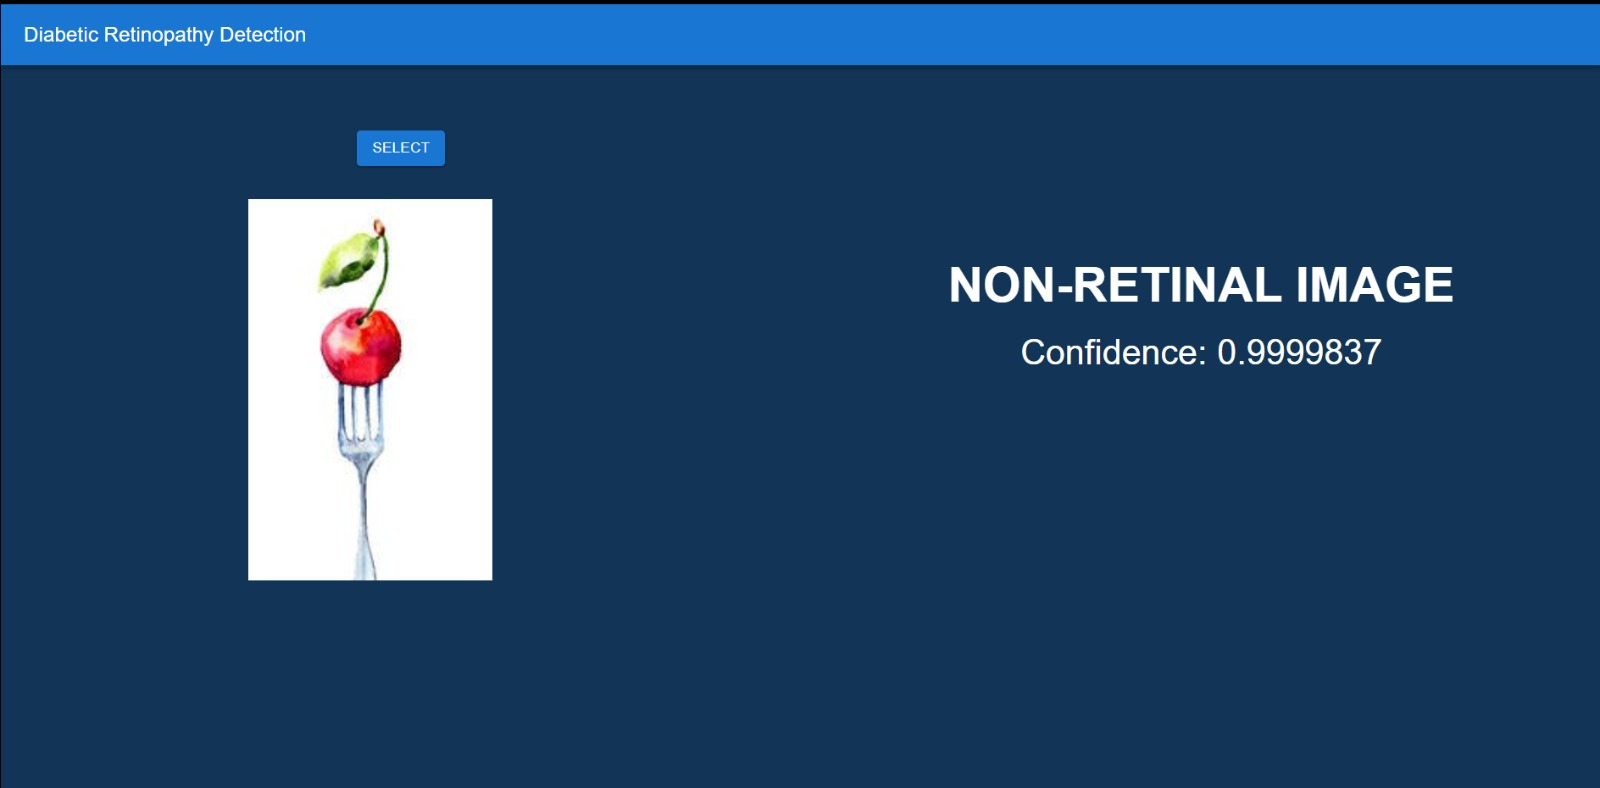 Diabetic Retinopathy Detection
SELECT
NON-RETINAL IMAGE
Confidence: 0.9999837